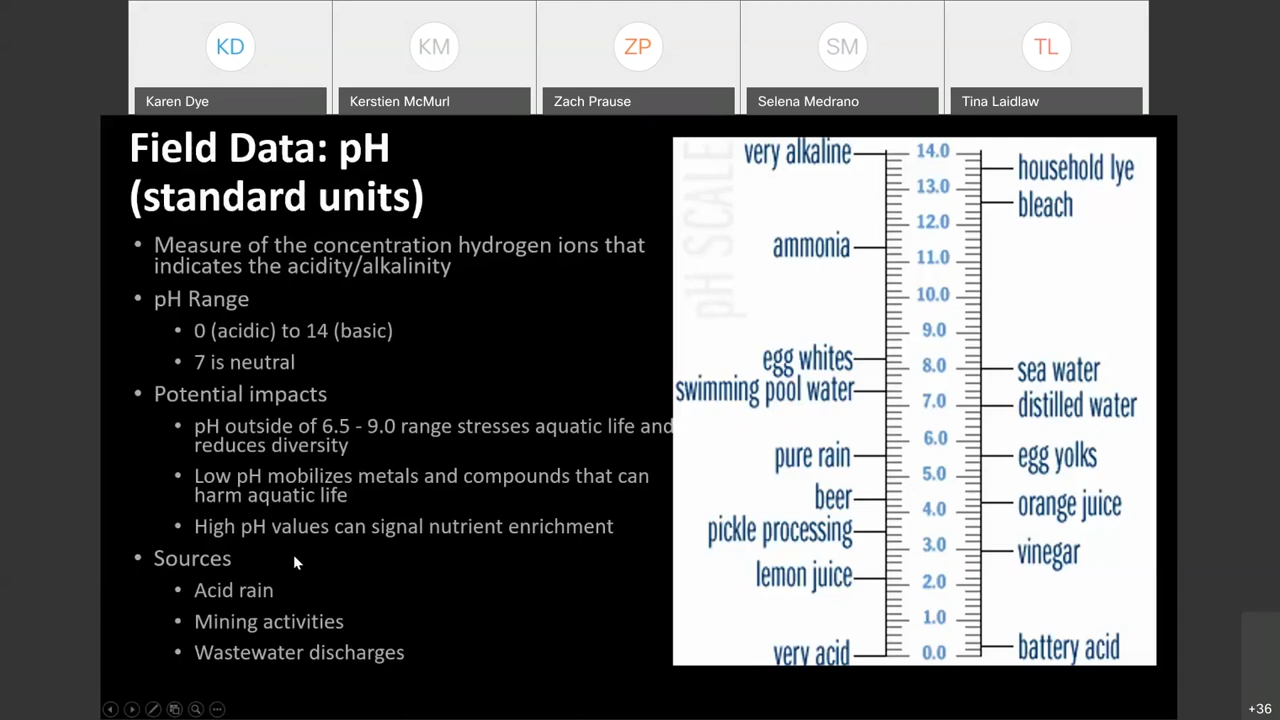 KD
KM
ZP
SM
TL
Karen Dye
Kerstien McMurl
Zach Prause
Selena Medrano
Tina Laidlaw
Field Data: pH
(standard units)
• Measure of the concentration hydrogen ions that
indicates the acidity/alkalinity
• pH Range
• 0 (acidic) to 14 (basic)
• 7 is neutral
• Potential impacts
• pH outside of 6.5 - 9.0 range stresses aquatic life and
reduces diversity
• Low pH mobilizes metals and compounds that can
harm aquatic life
• High pH values can signal nutrient enrichment
• Sources
• Acid rain
• Mining activities
• Wastewater discharges
pH SCALE
very alkaline
ammonia
egg whites
swimming pool water
pure rain
beer
pickle processing
lemon juice
very acid
14.0
13.0
12.0
11.0
10.0
9.0
8.0
7.0
6.0
5.0
4.0
3.0
2.0
1.0
0.0
household lye
bleach
sea water
distilled water
egg yolks
orange juice
vinegar
battery acid
+36